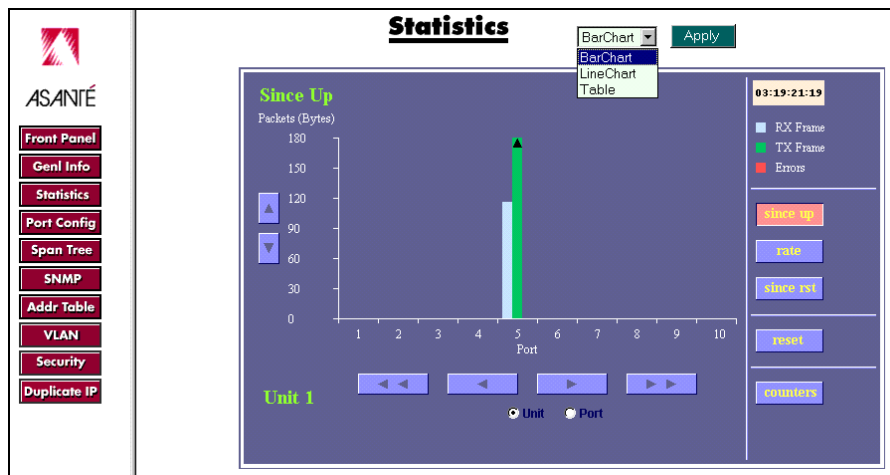 Statistics
BarChart
Apply
BarChart
LineChart
Table
ASANTÉ
Front Panel
Genl Info
Statistics
Port Config
Span Tree
SNMP
Addr Table
VLAN
Security
Duplicate IP
Since Up
Packets (Bytes)
180
150
120
90
60
30
0
1 2 3 4 5 6 7 8 9 10
Port
Unit 1
Unit Port
03:19:21:19
RX Frame
TX Frame
Errors
since up
rate
since rst
reset
counters